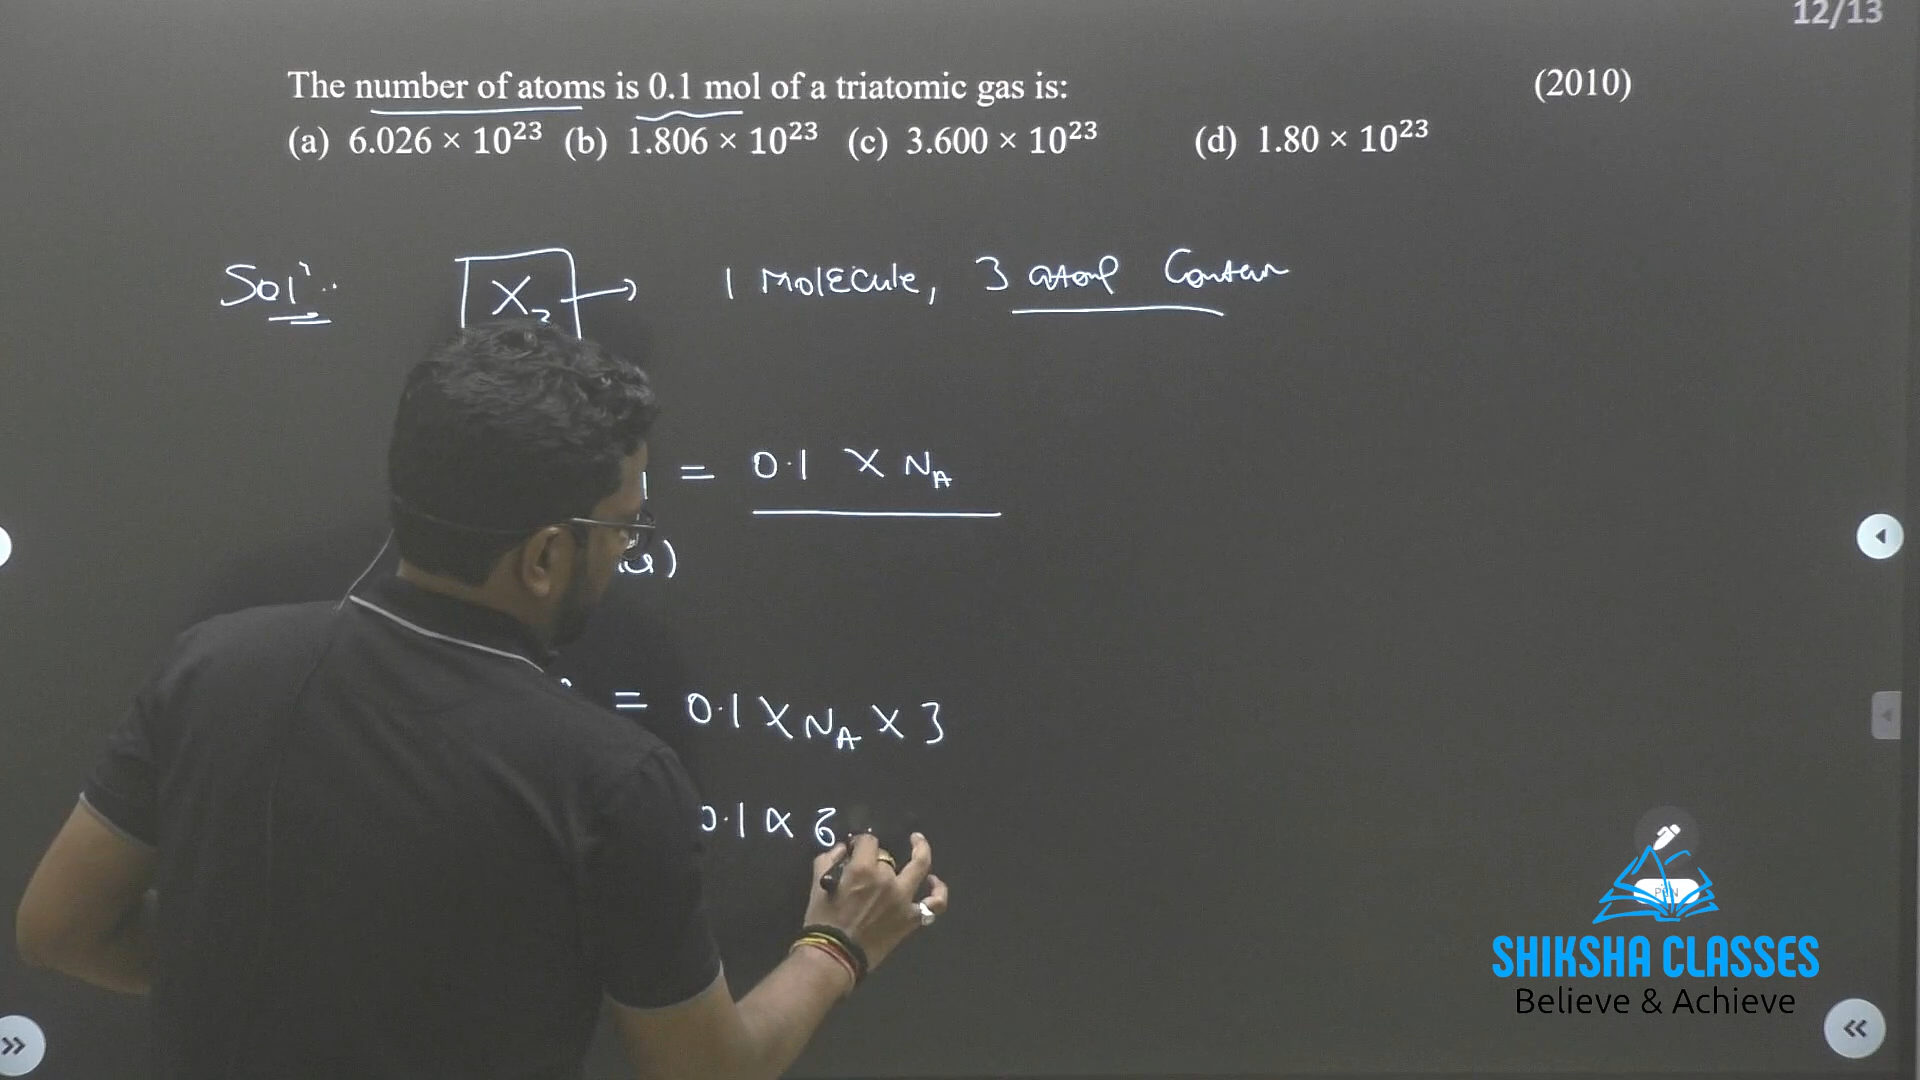 12/13
The number of atoms is 0.1 mol of a triatomic gas is: (2010)
(a) 6.026 × 10²³ (b) 1.806 × 10²³ (c) 3.600 × 10²³ (d) 1.80 × 10²³
Solⁿ:
X₃ → 1 Molecule, 3 atom Contain
= 0.1 × N_A
= 0.1 × N_A × 3
0.1 × 6
PEN
SHIKSHA CLASSES
Believe & Achieve